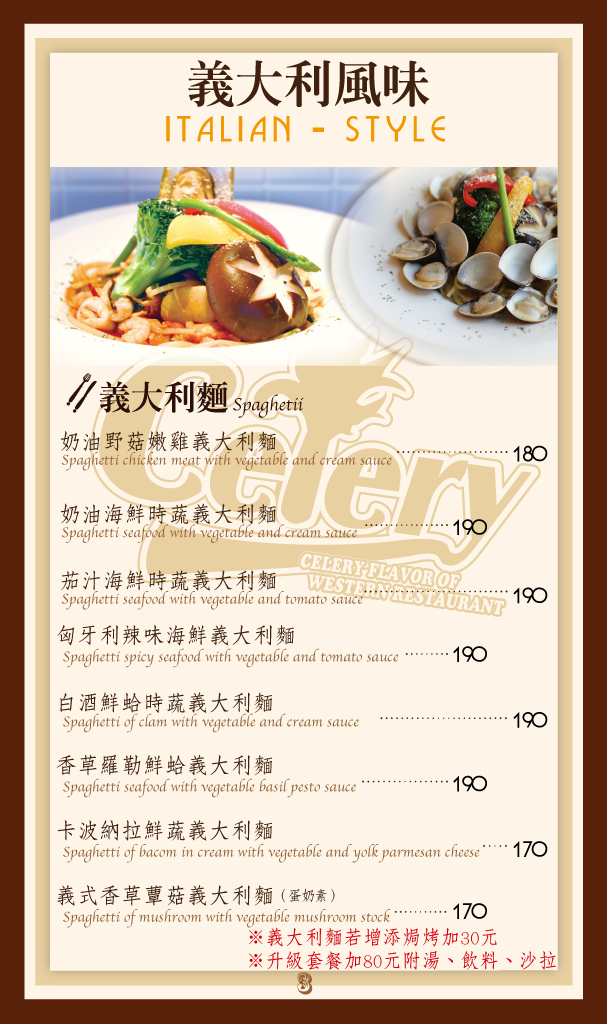 義大利風味
ITALIAN - STYLE
義大利麵 Spaghetii
奶油野菇嫩雞義大利麵
Spaghetti chicken meat with vegetable and cream sauce 180
奶油海鮮時蔬義大利麵
Spaghetti seafood with vegetable and cream sauce 190
茄汁海鮮時蔬義大利麵
Spaghetti seafood with vegetable and tomato sauce 190
匈牙利辣味海鮮義大利麵
Spaghetti spicy seafood with vegetable and tomato sauce 190
白酒鮮蛤時蔬義大利麵
Spaghetti of clam with vegetable and cream sauce 190
香草羅勒鮮蛤義大利麵
Spaghetti seafood with vegetable basil pesto sauce 190
卡波納拉鮮蔬義大利麵
Spaghetti of bacom in cream with vegetable and yolk parmesan cheese 170
義式香草蕈菇義大利麵（蛋奶素）
Spaghetti of mushroom with vegetable mushroom stock 170
※義大利麵若增添焗烤加30元
※升級套餐加80元附湯、飲料、沙拉
3
Celery
CELERY-FLAVOR OF
WESTERN RESTAURANT